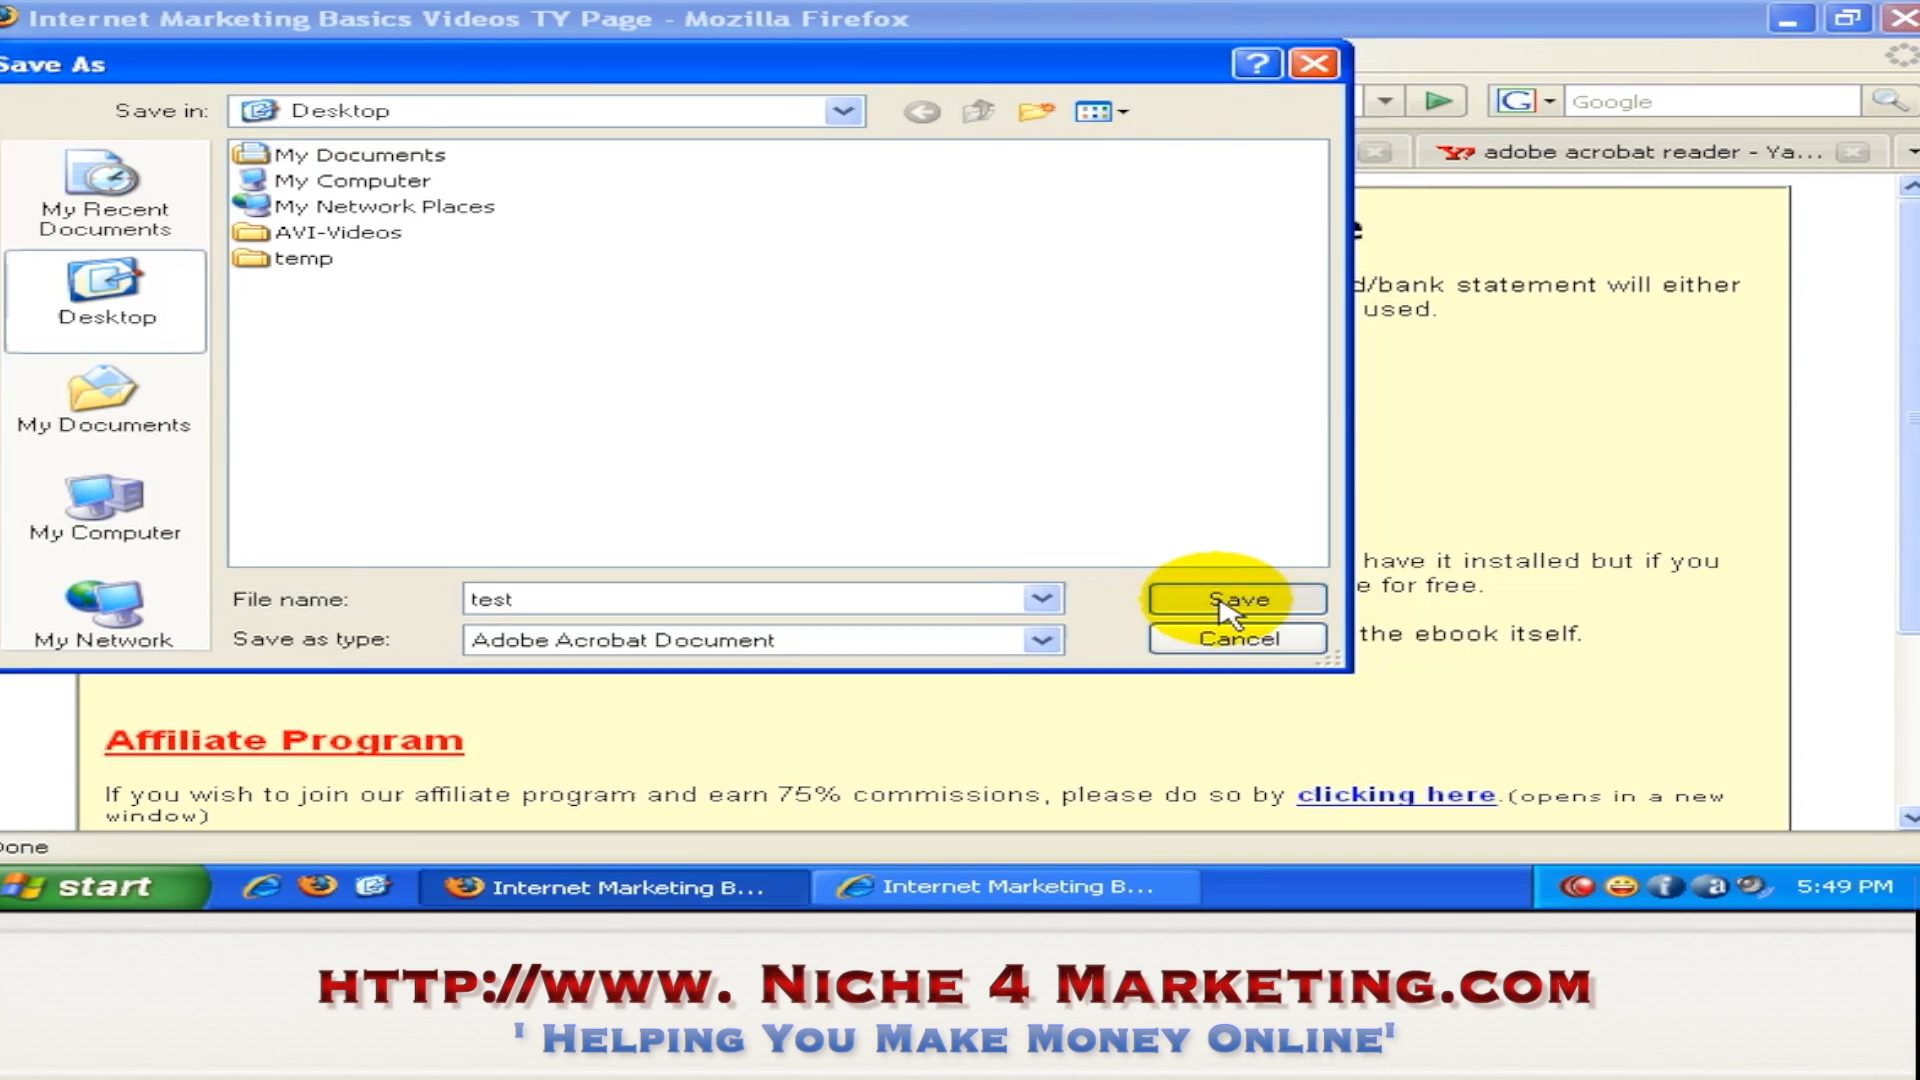 Internet Marketing Basics Videos TY Page - Mozilla Firefox
Save As
Save in:
Desktop
Google
adobe acrobat reader - Ya...
My Recent
Documents
Desktop
My Documents
My Computer
My Network
My Documents
My Computer
My Network Places
AVI-Videos
temp
File name:
test
Save
Save as type:
Adobe Acrobat Document
Cancel
/bank statement will either
used.
have it installed but if you
for free.
the ebook itself.
Affiliate Program
If you wish to join our affiliate program and earn 75% commissions, please do so by clicking here.(opens in a new
window)
start
Internet Marketing B...
Internet Marketing B...
5:49 PM
http://www. Niche 4 Marketing.com
' Helping You Make Money Online'